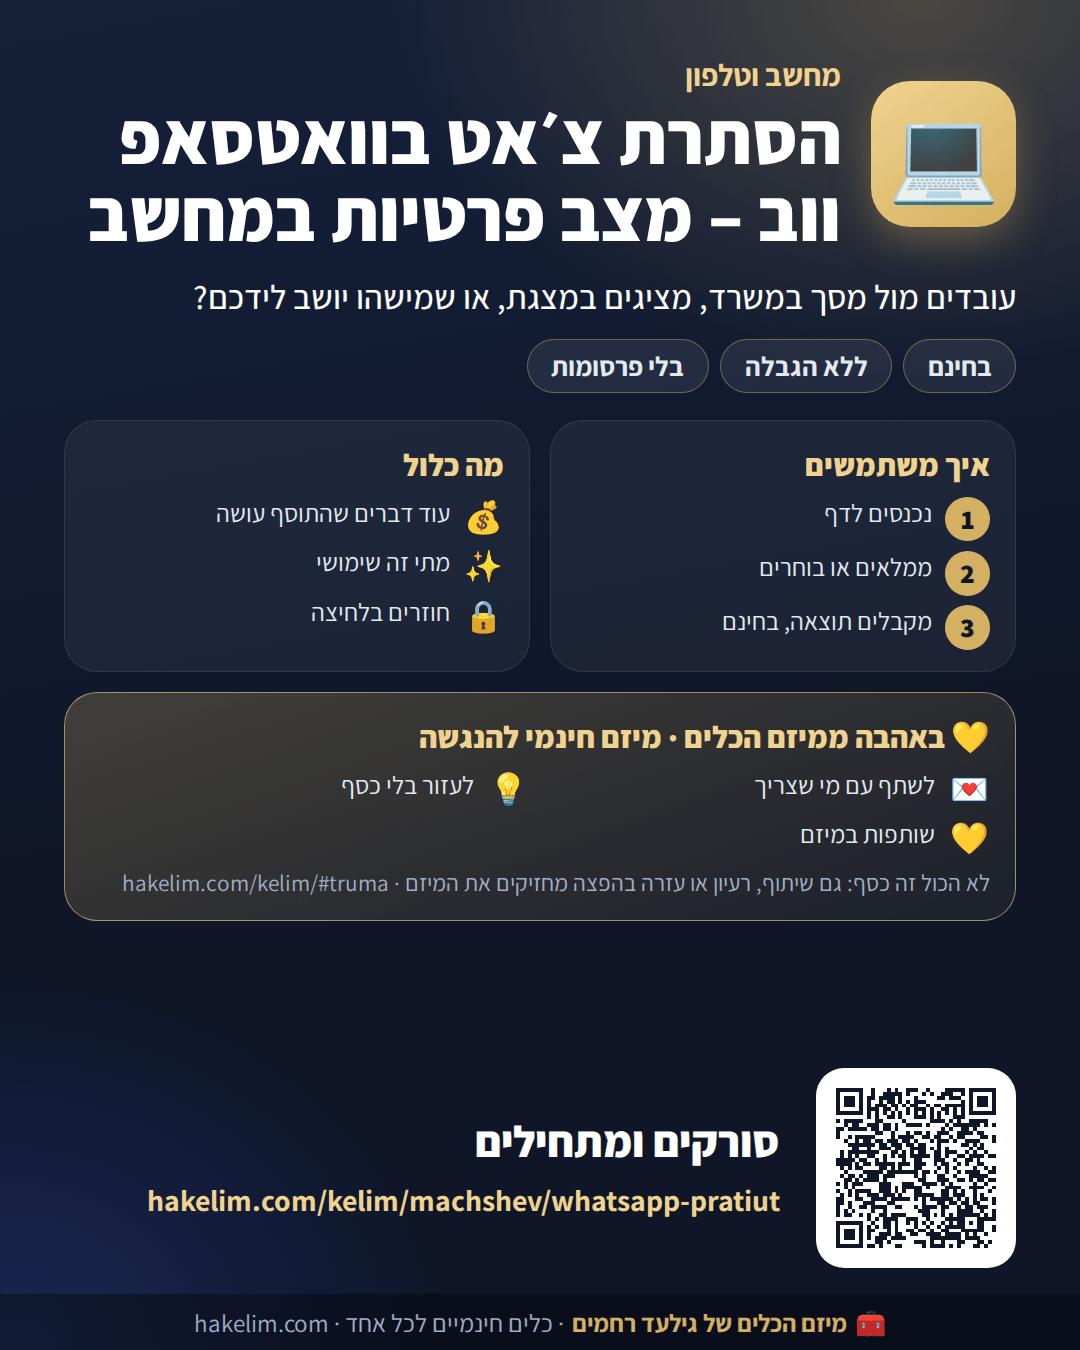 מחשב וטלפון
הסתרת צ׳אט בוואטסאפ
ווב – מצב פרטיות במחשב
עובדים מול מסך במשרד, מציגים במצגת, או שמישהו יושב לידכם?
בחינם
ללא הגבלה
בלי פרסומות
איך משתמשים
1 נכנסים לדף
2 ממלאים או בוחרים
3 מקבלים תוצאה, בחינם
מה כלול
עוד דברים שהתוסף עושה
מתי זה שימושי
חוזרים בלחיצה
באהבה ממיזם הכלים · מיזם חינמי להנגשה
לשתף עם מי שצריך
לעזור בלי כסף
שותפות במיזם
לא הכול זה כסף: גם שיתוף, רעיון או עזרה בהפצה מחזיקים את המיזם · hakelim.com/kelim/#truma
סורקים ומתחילים
hakelim.com/kelim/machshev/whatsapp-pratiut
מיזם הכלים של גילעד רחמים · כלים חינמיים לכל אחד · hakelim.com